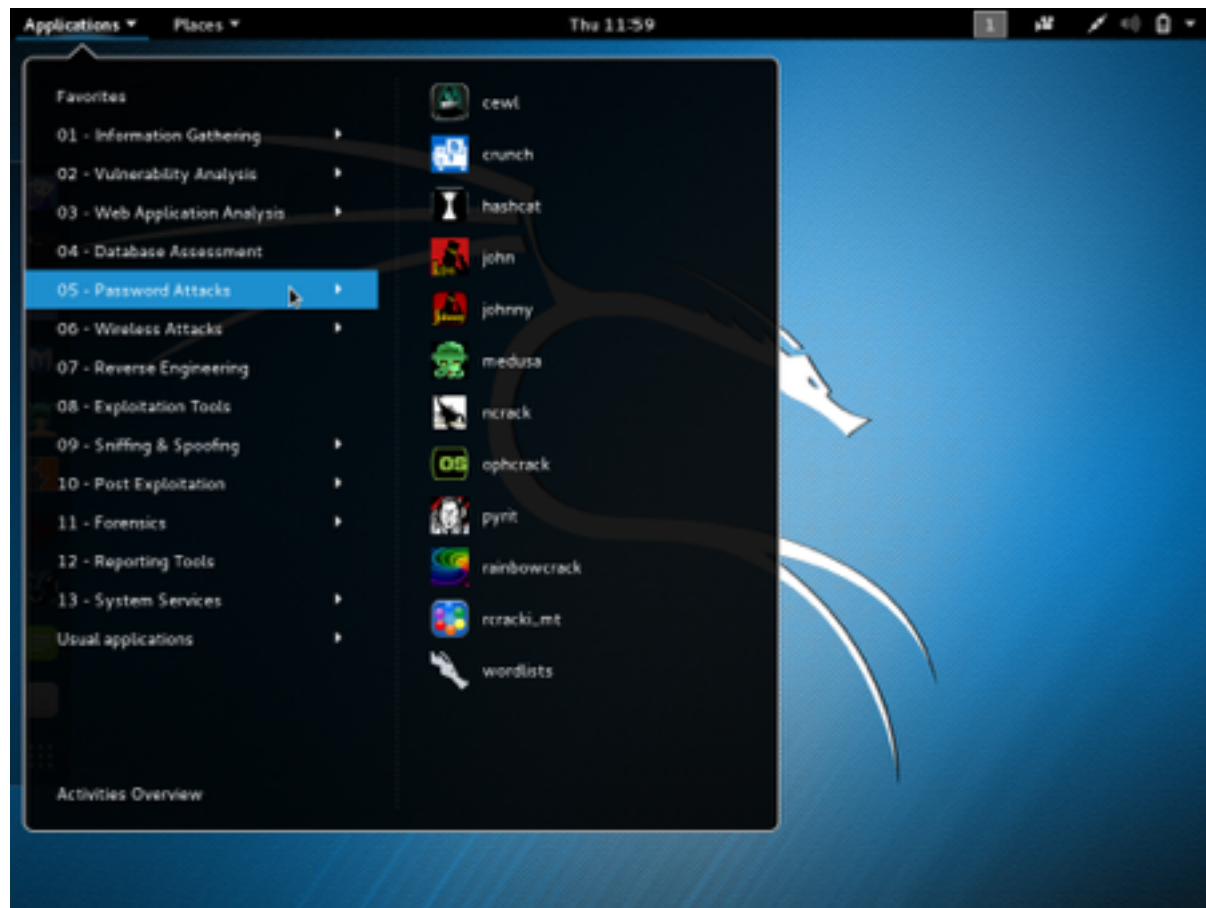 Applications Places Thu 11:59 1
Favorites
01 - Information Gathering
02 - Vulnerability Analysis
03 - Web Application Analysis
04 - Database Assessment
05 - Password Attacks
06 - Wireless Attacks
07 - Reverse Engineering
08 - Exploitation Tools
09 - Sniffing & Spoofing
10 - Post Exploitation
11 - Forensics
12 - Reporting Tools
13 - System Services
Usual applications
Activities Overview
cewl
crunch
hashcat
john
johnny
medusa
ncrack
OS
ophcrack
pyrit
rainbowcrack
rcracki_mt
wordlists